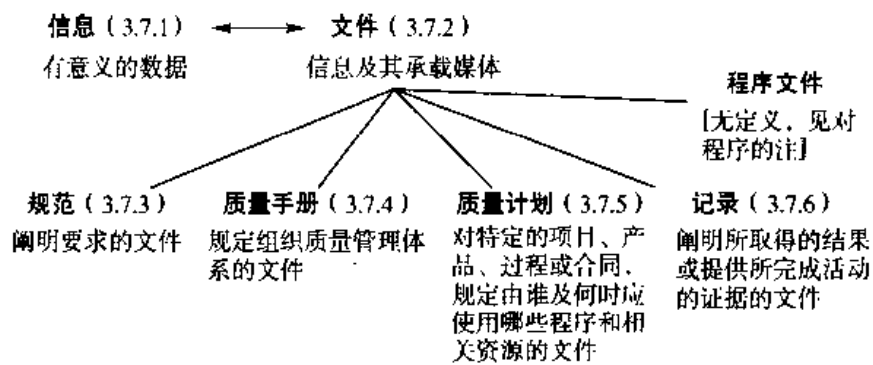 信息（3.7.1） 文件（3.7.2）
有意义的数据 信息及其承载媒体
程序文件
[无定义，见对
程序的注]
规范（3.7.3） 质量手册（3.7.4） 质量计划（3.7.5） 记录（3.7.6）
阐明要求的文件 规定组织质量管理体 对特定的项目、产 阐明所取得的结果
系的文件 品、过程或合同， 或提供所完成活动
规定由谁及何时应 的证据的文件
使用哪些程序和相
关资源的文件